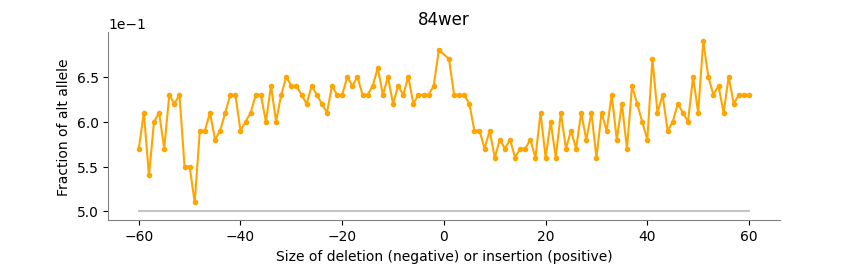 84wer
1e−1
6.5
6.0
5.5
5.0
Fraction of alt allele
−60 −40 −20 0 20 40 60
Size of deletion (negative) or insertion (positive)